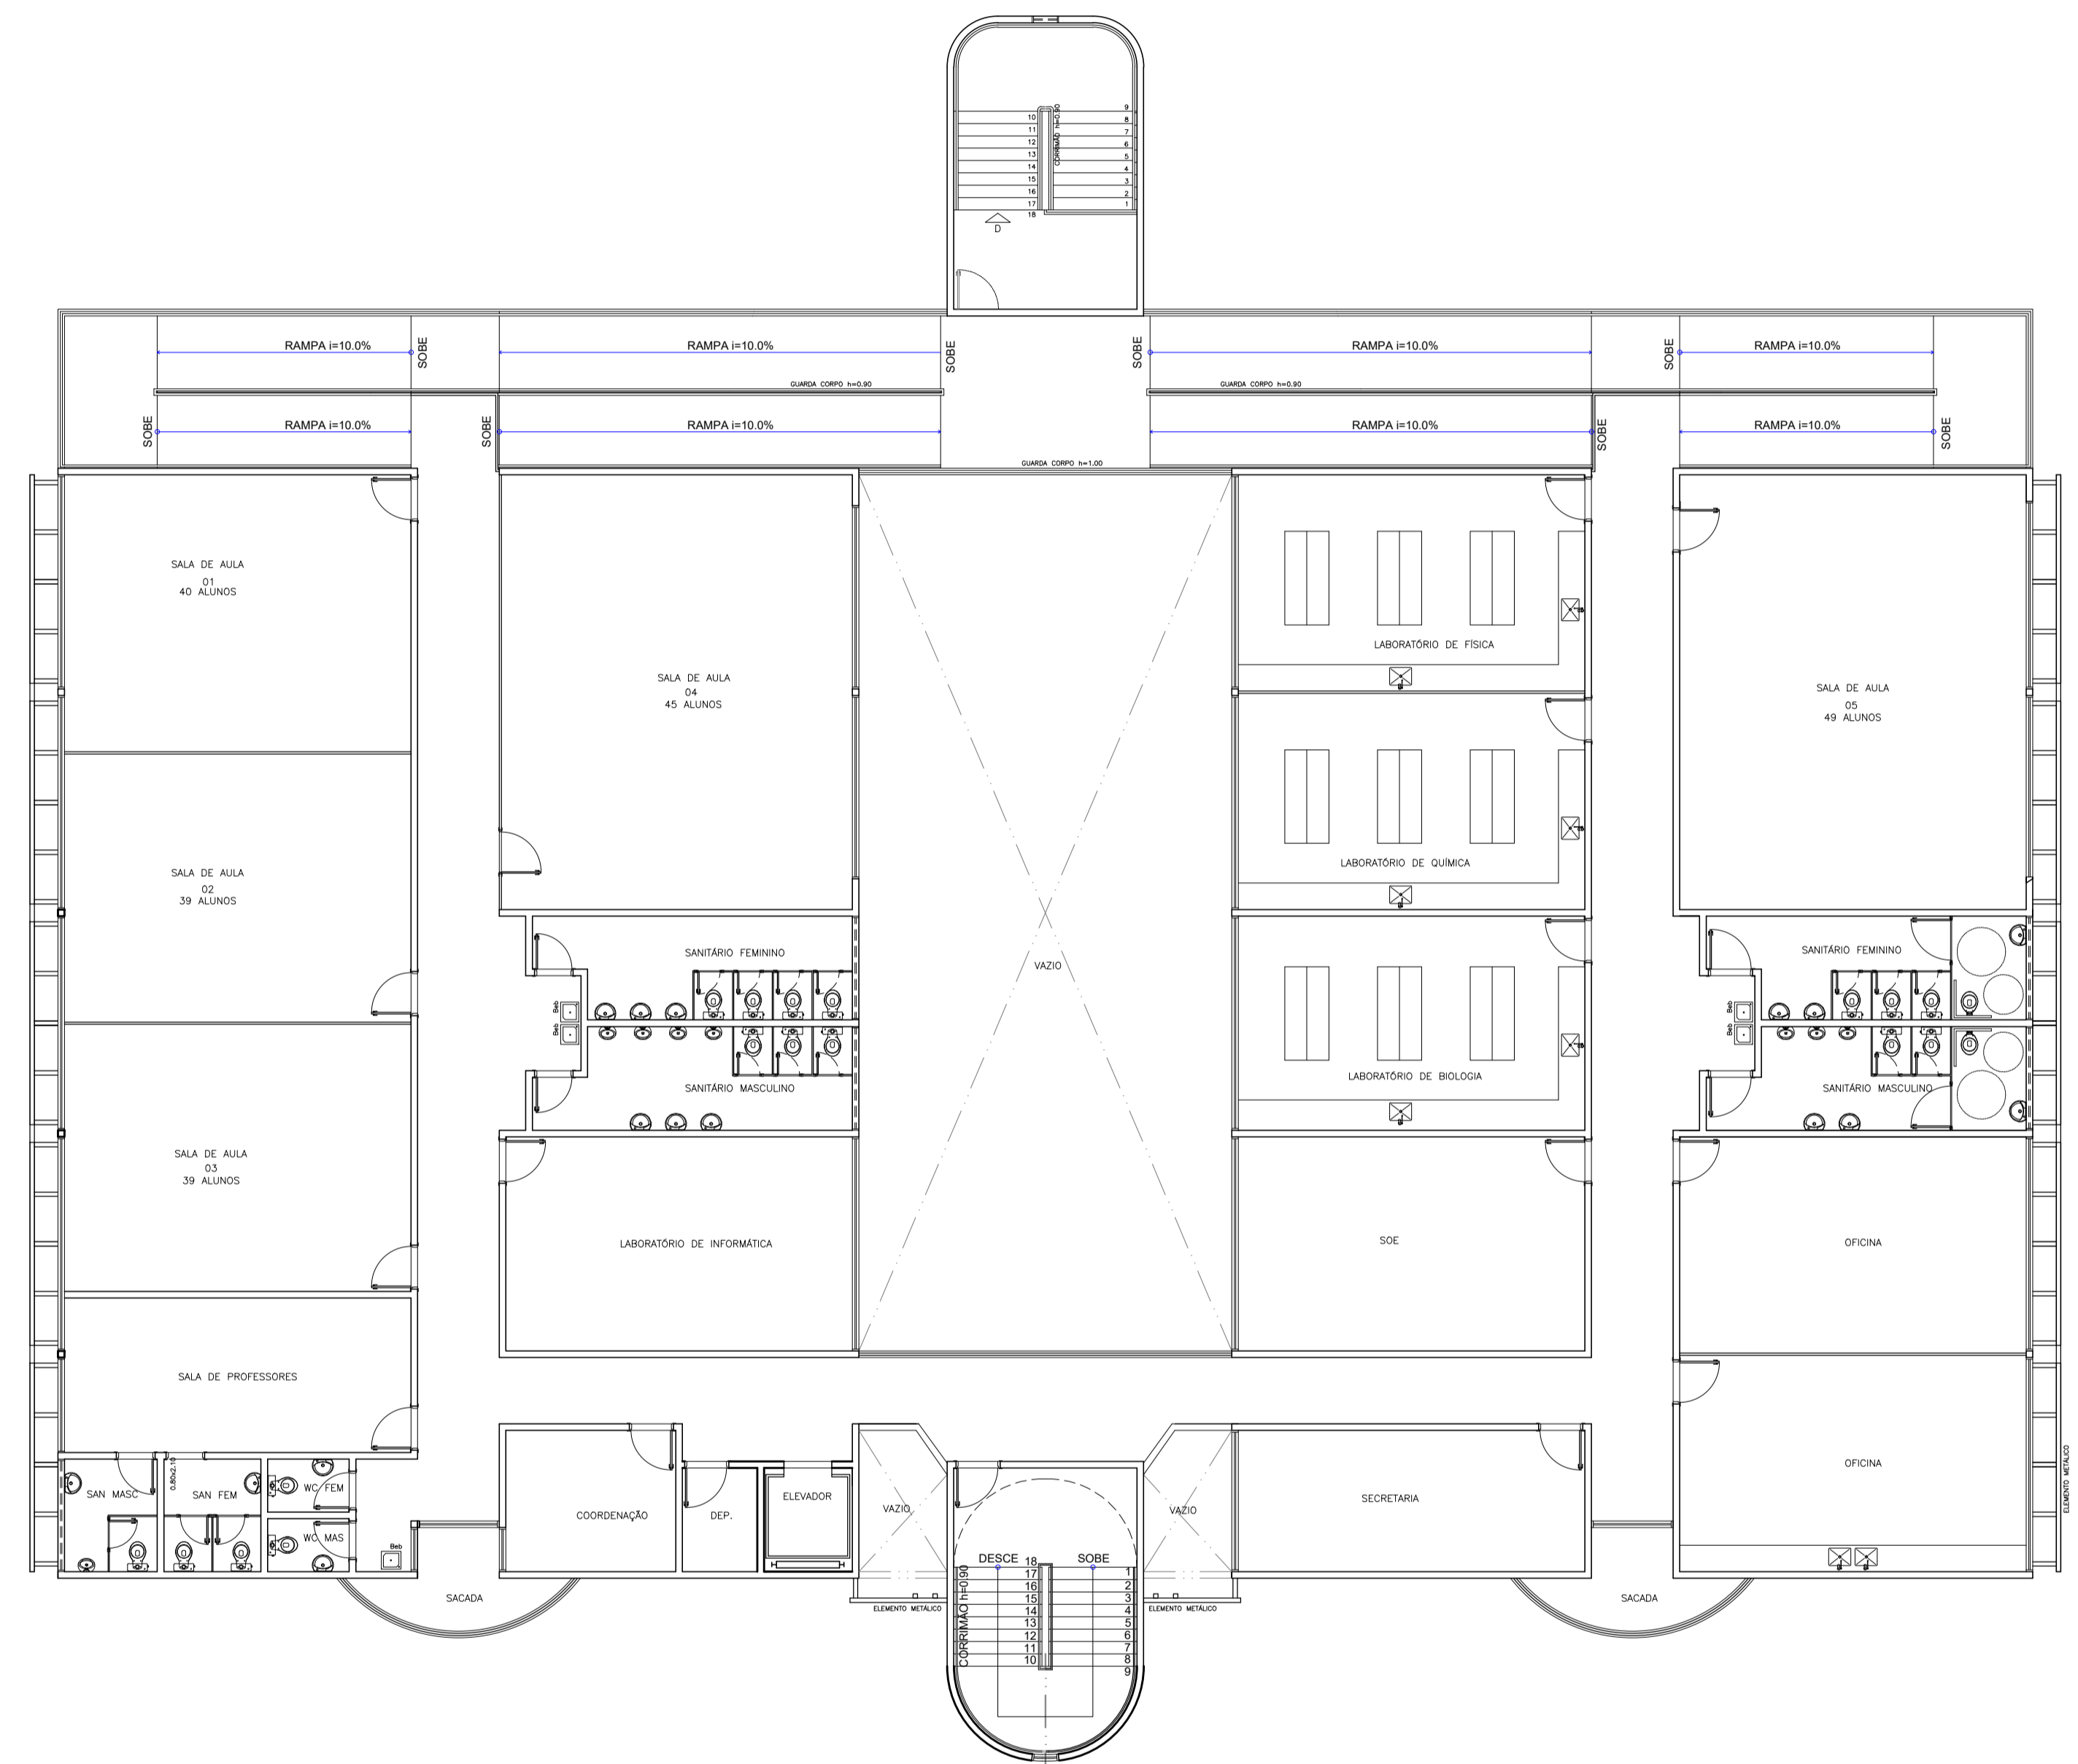 9
10
8
11
7
12
6
13
5
14
4
15
3
16
2
17
1
18
CORRIMÃO h=0.90
D
RAMPA i=10.0%
SOBE
RAMPA i=10.0%
SOBE
SOBE
RAMPA i=10.0%
SOBE
RAMPA i=10.0%
GUARDA CORPO h=0.90
GUARDA CORPO h=0.90
SOBE
RAMPA i=10.0%
SOBE
RAMPA i=10.0%
RAMPA i=10.0%
SOBE
RAMPA i=10.0%
SOBE
GUARDA CORPO h=1.00
SALA DE AULA
01
40 ALUNOS
SALA DE AULA
04
45 ALUNOS
LABORATÓRIO DE FÍSICA
SALA DE AULA
05
49 ALUNOS
SALA DE AULA
02
39 ALUNOS
LABORATÓRIO DE QUÍMICA
SANITÁRIO FEMININO
VAZIO
SANITÁRIO FEMININO
Beb
Beb
Beb
Beb
LABORATÓRIO DE BIOLOGIA
SANITÁRIO MASCULINO
SANITÁRIO MASCULINO
SALA DE AULA
03
39 ALUNOS
LABORATÓRIO DE INFORMÁTICA
SOE
OFICINA
SALA DE PROFESSORES
OFICINA
ELEMENTO METÁLICO
0.80x2.10
SAN MASC
SAN FEM
WC FEM
WC MAS
Beb
COORDENAÇÃO
DEP.
ELEVADOR
VAZIO
VAZIO
SECRETARIA
DESCE
SOBE
18
1
17
2
16
3
15
4
14
5
13
6
12
7
11
8
10
9
CORRIMÃO h=0.90
SACADA
ELEMENTO METÁLICO
ELEMENTO METÁLICO
SACADA